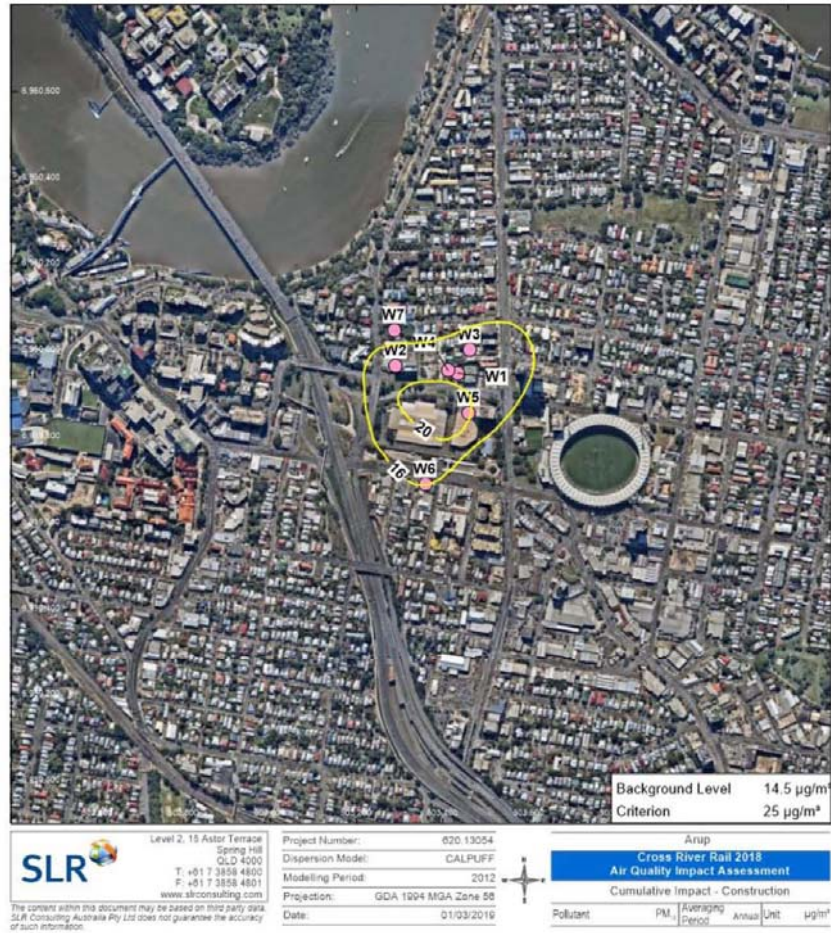 W7
W4
W3
W2
W1
W5
20
16
W6
Background Level 14.5 µg/m³
Criterion 25 µg/m³
SLR
Level 2, 15 Astor Terrace
Spring Hill
QLD 4000
T: +61 7 3858 4800
F: +61 7 3858 4801
www.slrconsulting.com
The content within this document may be based on third party data.
SLR Consulting Australia Pty Ltd does not guarantee the accuracy
of such information.
Project Number: 620.13054
Dispersion Model: CALPUFF
Modelling Period: 2012
Projection: GDA 1994 MGA Zone 56
Date: 01/03/2019
N
Arup
Cross River Rail 2018
Air Quality Impact Assessment
Cumulative Impact - Construction
Pollutant PM Averaging Period Annual Unit µg/m³